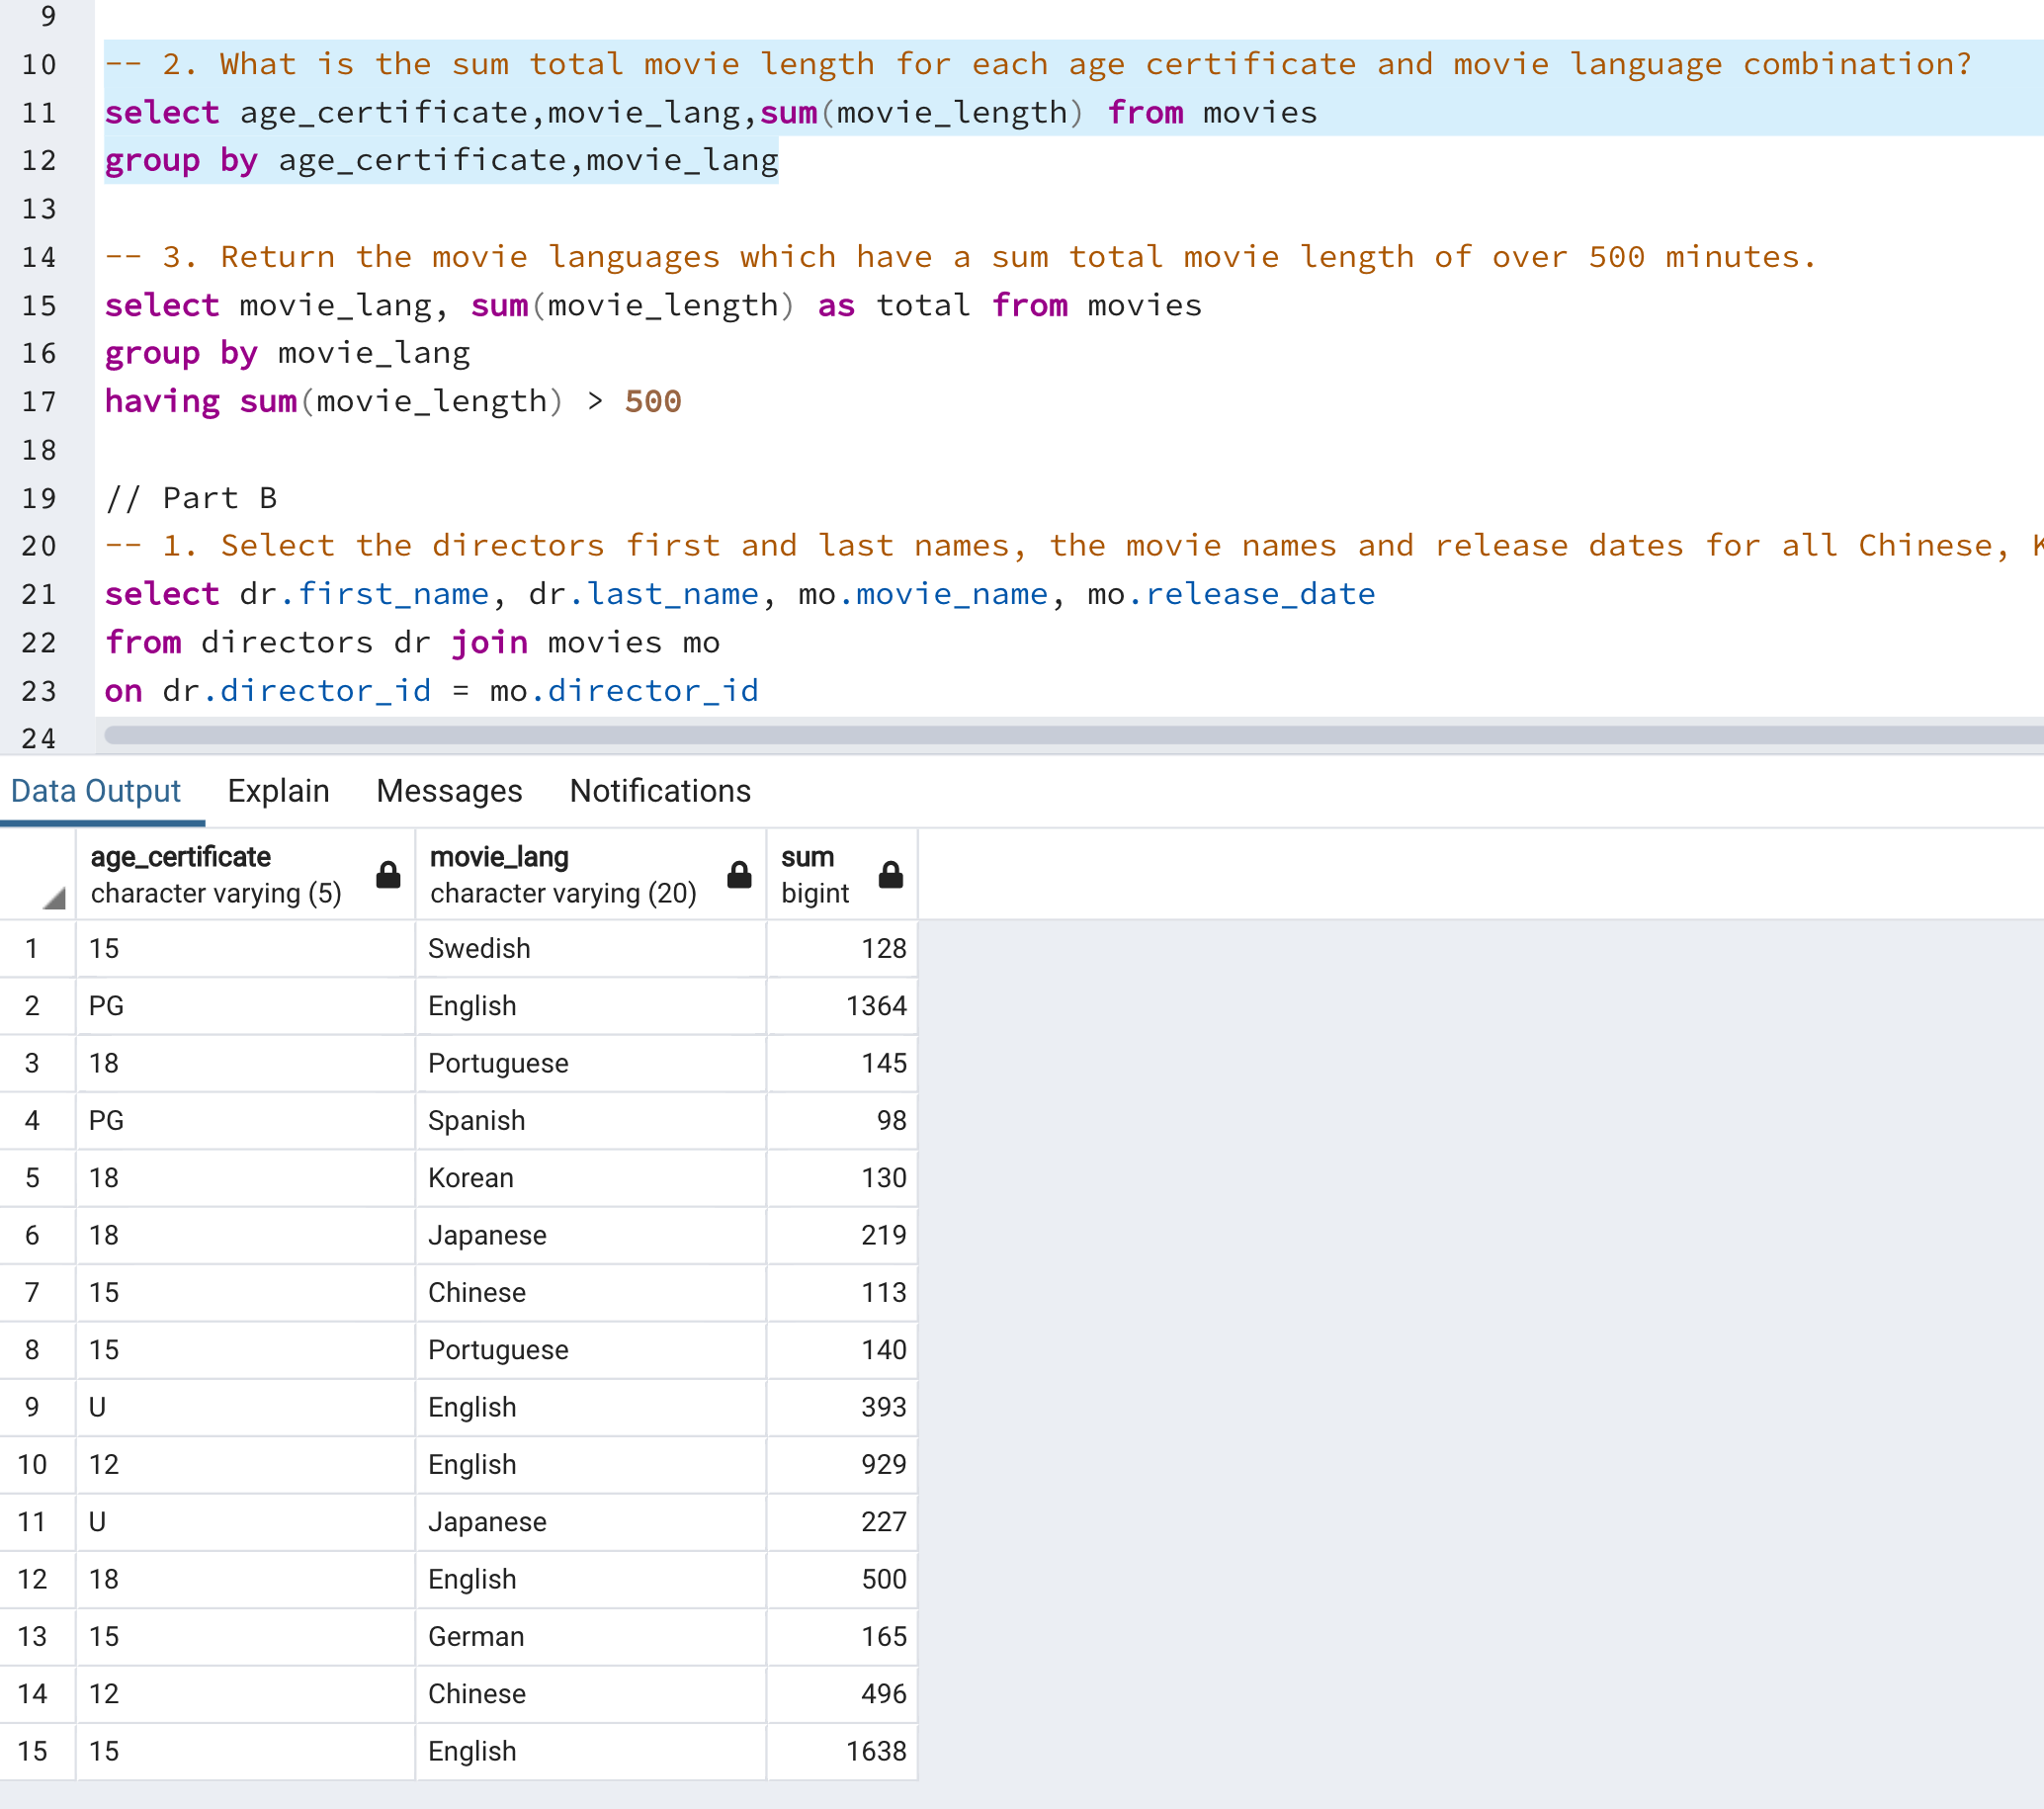 9
10 -- 2. What is the sum total movie length for each age certificate and movie language combination?
11 select age_certificate,movie_lang,sum(movie_length) from movies
12 group by age_certificate,movie_lang
13
14 -- 3. Return the movie languages which have a sum total movie length of over 500 minutes.
15 select movie_lang, sum(movie_length) as total from movies
16 group by movie_lang
17 having sum(movie_length) > 500
18
19 // Part B
20 -- 1. Select the directors first and last names, the movie names and release dates for all Chinese,
21 select dr.first_name, dr.last_name, mo.movie_name, mo.release_date
22 from directors dr join movies mo
23 on dr.director_id = mo.director_id
24
Data Output Explain Messages Notifications
age_certificate movie_lang sum
character varying (5) character varying (20) bigint
1 15 Swedish 128
2 PG English 1364
3 18 Portuguese 145
4 PG Spanish 98
5 18 Korean 130
6 18 Japanese 219
7 15 Chinese 113
8 15 Portuguese 140
9 U English 393
10 12 English 929
11 U Japanese 227
12 18 English 500
13 15 German 165
14 12 Chinese 496
15 15 English 1638